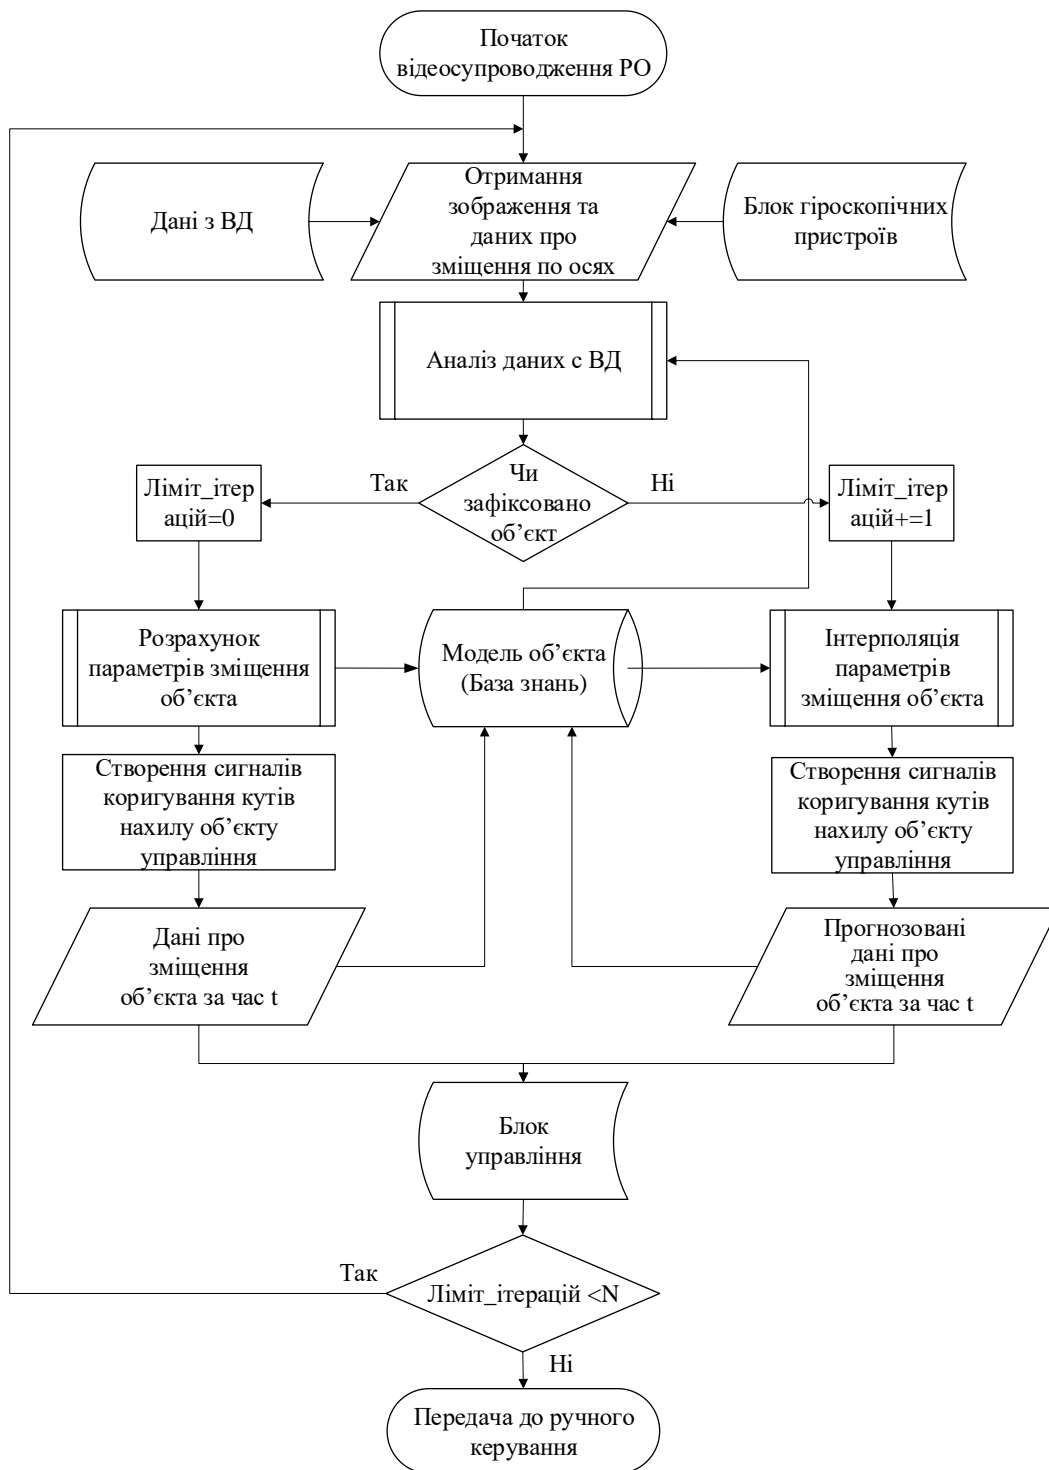 Початок
відеосупроводження РО
Дані з ВД
Отримання
зображення та
даних про
зміщення по осях
Блок гіроскопічних
пристроїв
Аналіз даних с ВД
Так
Чи
зафіксовано
об’єкт
Ні
Ліміт_ітер
ацій=0
Ліміт_ітер
ацій+=1
Розрахунок
параметрів зміщення
об’єкта
Модель об’єкта
(База знань)
Інтерполяція
параметрів
зміщення об’єкта
Створення сигналів
коригування кутів
нахилу об’єкту
управління
Створення сигналів
коригування кутів
нахилу об’єкту
управління
Дані про
зміщення
об’єкта за час t
Прогнозовані
дані про
зміщення
об’єкта за час t
Блок
управління
Так
Ліміт_ітерацій <N
Ні
Передача до ручного
керування